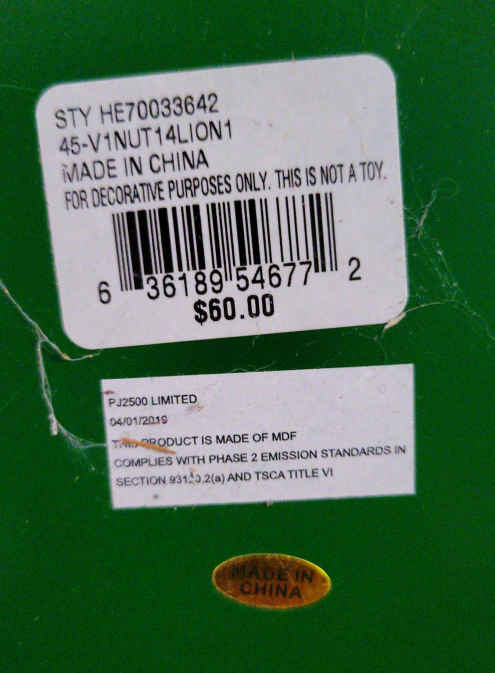 STY HE70033642
45-V1NUT14LION1
MADE IN CHINA
FOR DECORATIVE PURPOSES ONLY. THIS IS NOT A TOY.
6 36189 54677 2
$60.00
PJ2500 LIMITED
04/01/2019
THIS PRODUCT IS MADE OF MDF
COMPLIES WITH PHASE 2 EMISSION STANDARDS IN
SECTION AND TSCA TITLE VI
MADE IN
CHINA